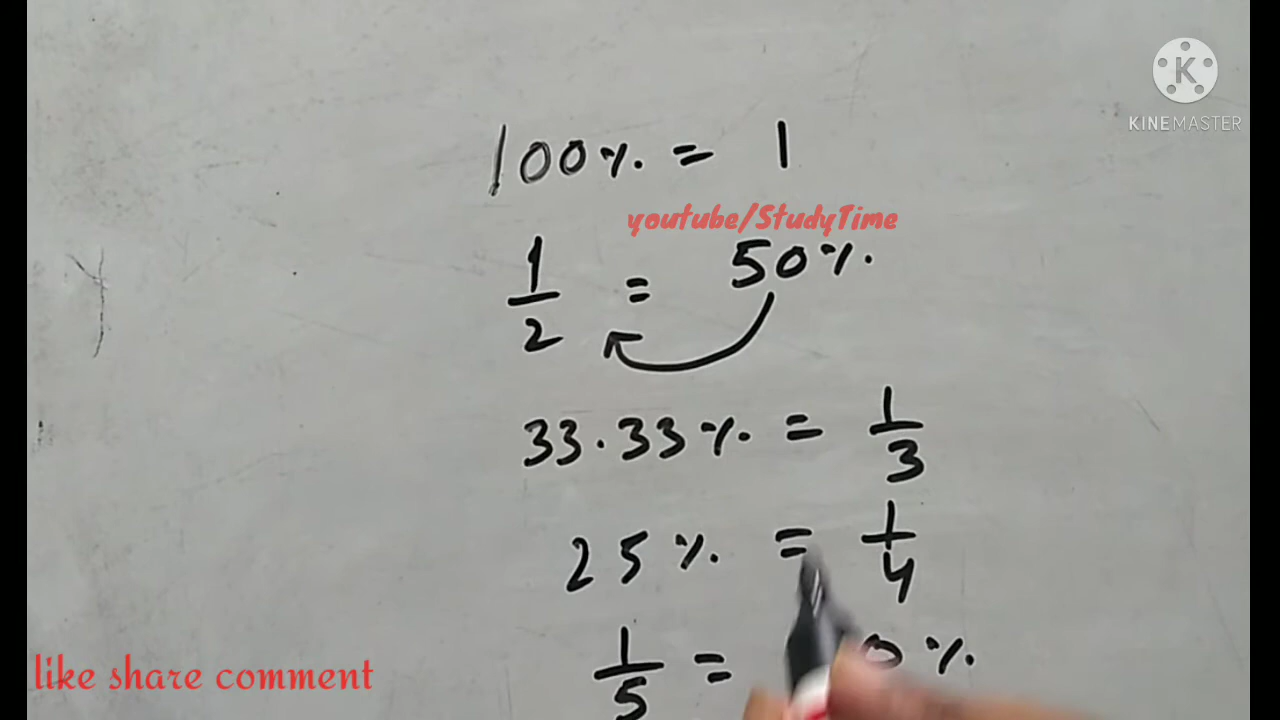 KINEMASTER
100% = 1
youtube/StudyTime
1/2 = 50%
33.33% = 1/3
25% = 1/4
1/5 = 0%
like share comment